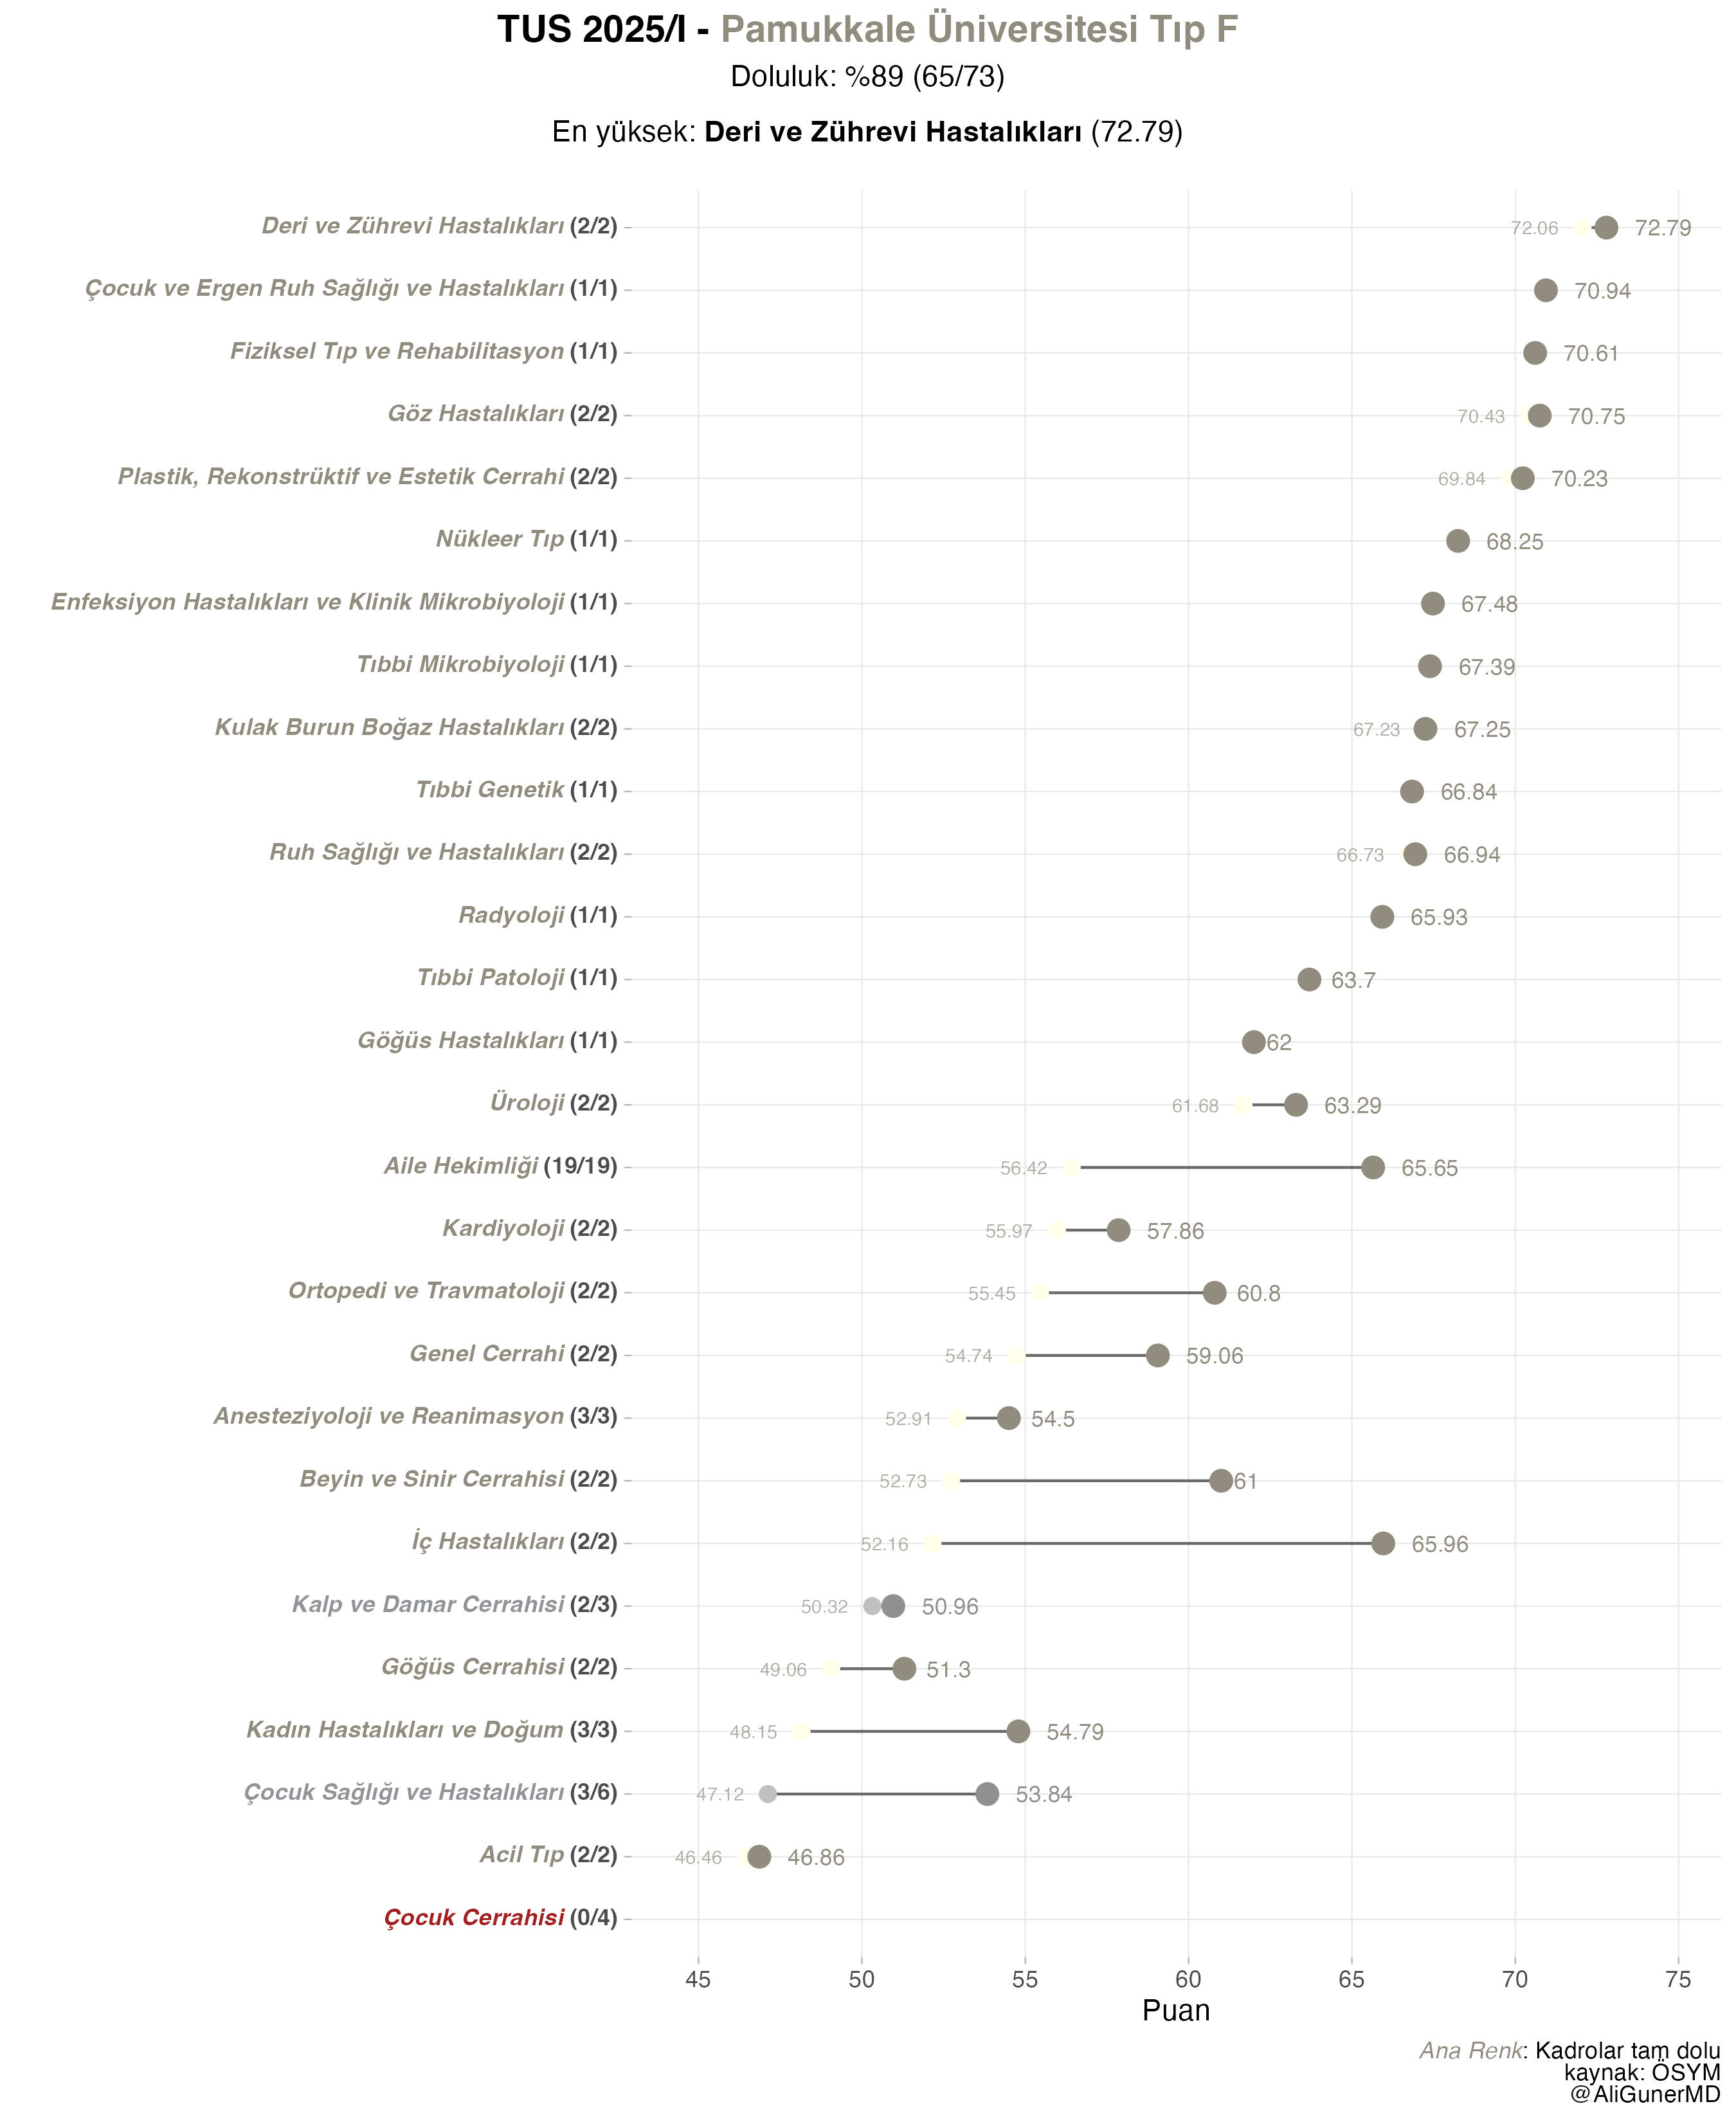 TUS 2025/I - Pamukkale Üniversitesi Tıp F
Doluluk: %89 (65/73)
En yüksek: Deri ve Zührevi Hastalıkları (72.79)
Deri ve Zührevi Hastalıkları (2/2) 72.06 72.79
Çocuk ve Ergen Ruh Sağlığı ve Hastalıkları (1/1) 70.94
Fiziksel Tıp ve Rehabilitasyon (1/1) 70.61
Göz Hastalıkları (2/2) 70.43 70.75
Plastik, Rekonstrüktif ve Estetik Cerrahi (2/2) 69.84 70.23
Nükleer Tıp (1/1) 68.25
Enfeksiyon Hastalıkları ve Klinik Mikrobiyoloji (1/1) 67.48
Tıbbi Mikrobiyoloji (1/1) 67.39
Kulak Burun Boğaz Hastalıkları (2/2) 67.23 67.25
Tıbbi Genetik (1/1) 66.84
Ruh Sağlığı ve Hastalıkları (2/2) 66.73 66.94
Radyoloji (1/1) 65.93
Tıbbi Patoloji (1/1) 63.7
Göğüs Hastalıkları (1/1) 62
Üroloji (2/2) 61.68 63.29
Aile Hekimliği (19/19) 56.42 65.65
Kardiyoloji (2/2) 55.97 57.86
Ortopedi ve Travmatoloji (2/2) 55.45 60.8
Genel Cerrahi (2/2) 54.74 59.06
Anesteziyoloji ve Reanimasyon (3/3) 52.91 54.5
Beyin ve Sinir Cerrahisi (2/2) 52.73 61
İç Hastalıkları (2/2) 52.16 65.96
Kalp ve Damar Cerrahisi (2/3) 50.32 50.96
Göğüs Cerrahisi (2/2) 49.06 51.3
Kadın Hastalıkları ve Doğum (3/3) 48.15 54.79
Çocuk Sağlığı ve Hastalıkları (3/6) 47.12 53.84
Acil Tıp (2/2) 46.46 46.86
Çocuk Cerrahisi (0/4)
45 50 55 60 65 70 75
Puan
Ana Renk: Kadrolar tam dolu
kaynak: ÖSYM
@AliGunerMD